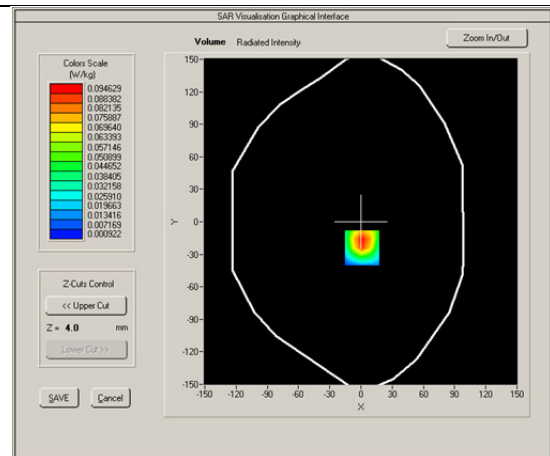 SAR Visualisation Graphical Interface
Volume Radiated Intensity
Zoom In/Out
Colors Scale
(W/kg)
0.094629
0.088382
0.082135
0.075887
0.069640
0.063393
0.057146
0.050899
0.044652
0.038405
0.032158
0.025910
0.019663
0.013416
0.007169
0.000922
Z-Cuts Control
<< Upper Cut
Z = 4.0 mm
Lower Cut >>
SAVE Cancel
150
120
90
60
30
0
-30
-60
-90
-120
-150
Y
-150 -120 -90 -60 -30 0 30 60 90 120 150
X